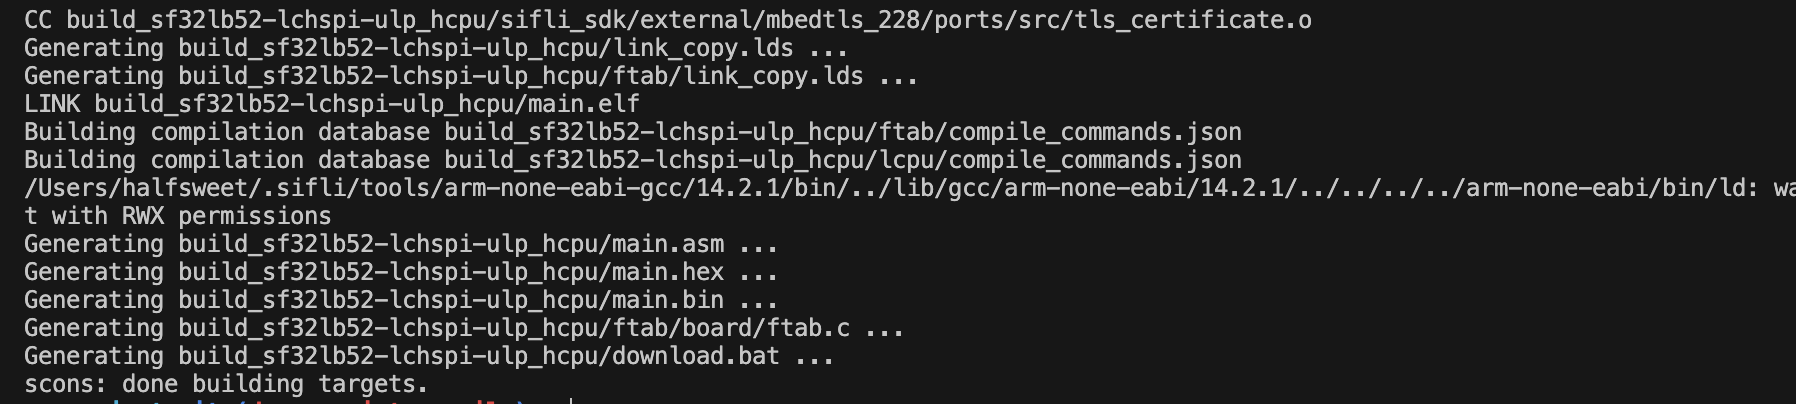 CC build_sf32lb52-lchspi-ulp_hcpu/sifli_sdk/external/mbedtls_228/ports/src/tls_certificate.o
Generating build_sf32lb52-lchspi-ulp_hcpu/link_copy.lds ...
Generating build_sf32lb52-lchspi-ulp_hcpu/ftab/link_copy.lds ...
LINK build_sf32lb52-lchspi-ulp_hcpu/main.elf
Building compilation database build_sf32lb52-lchspi-ulp_hcpu/ftab/compile_commands.json
Building compilation database build_sf32lb52-lchspi-ulp_hcpu/lcpu/compile_commands.json
/Users/halfsweet/.sifli/tools/arm-none-eabi-gcc/14.2.1/bin/../lib/gcc/arm-none-eabi/14.2.1/../../../../arm-none-eabi/bin/ld: wa
t with RWX permissions
Generating build_sf32lb52-lchspi-ulp_hcpu/main.asm ...
Generating build_sf32lb52-lchspi-ulp_hcpu/main.hex ...
Generating build_sf32lb52-lchspi-ulp_hcpu/main.bin ...
Generating build_sf32lb52-lchspi-ulp_hcpu/ftab/board/ftab.c ...
Generating build_sf32lb52-lchspi-ulp_hcpu/download.bat ...
scons: done building targets.